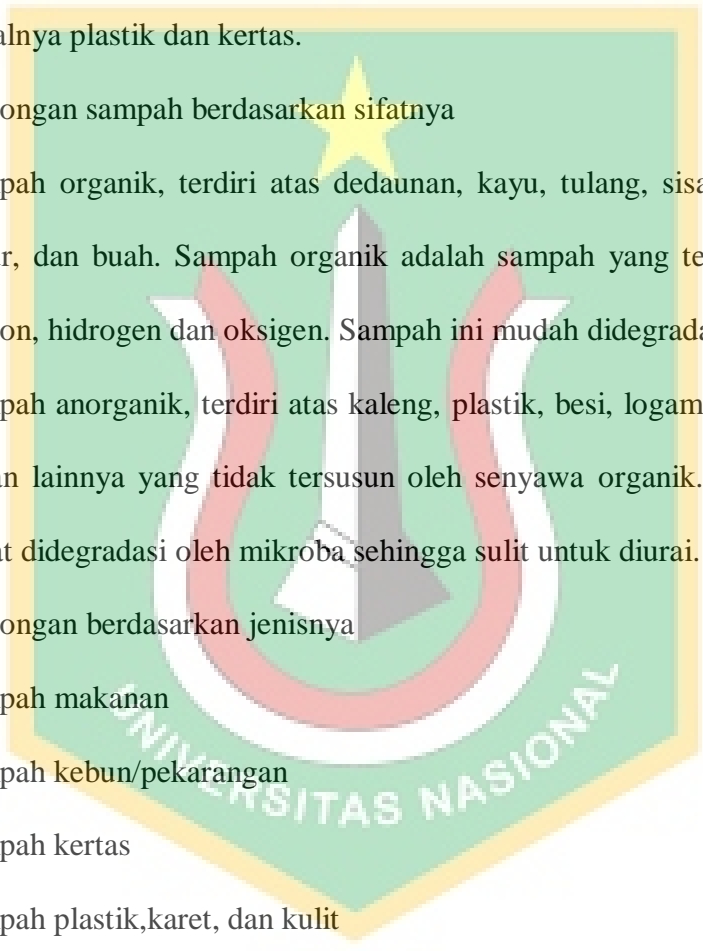 alnya plastik dan kertas.
ongan sampah berdasarkan sifatnya
pah organik, terdiri atas dedaunan, kayu, tulang, sisa
r, dan buah. Sampah organik adalah sampah yang te
on, hidrogen dan oksigen. Sampah ini mudah didegrada
pah anorganik, terdiri atas kaleng, plastik, besi, logam
an lainnya yang tidak tersusun oleh senyawa organik.
at didegradasi oleh mikroba sehingga sulit untuk diurai.
ongan berdasarkan jenisnya
pah makanan
pah kebun/pekarangan
pah kertas
pah plastik,karet, dan kulit
UNIVERSITAS NASIONAL